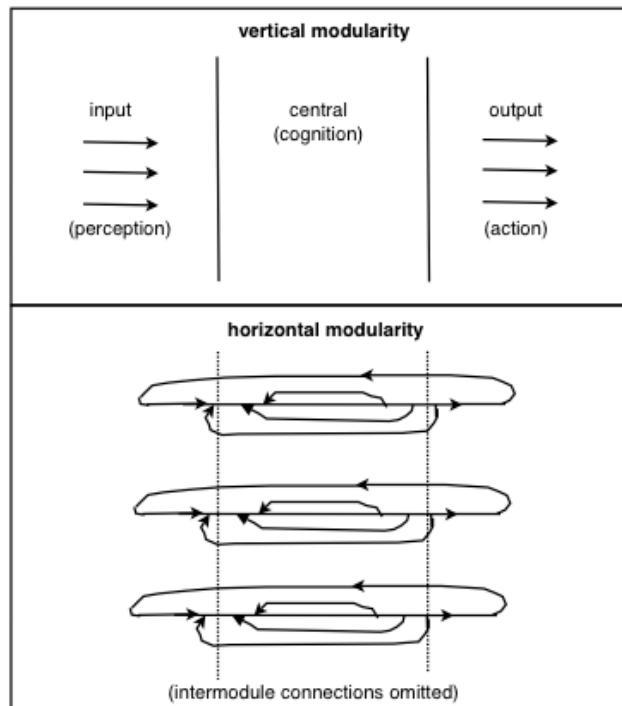 vertical modularity
input
central
output
(cognition)
(perception)
(action)
horizontal modularity
(intermodule connections omitted)